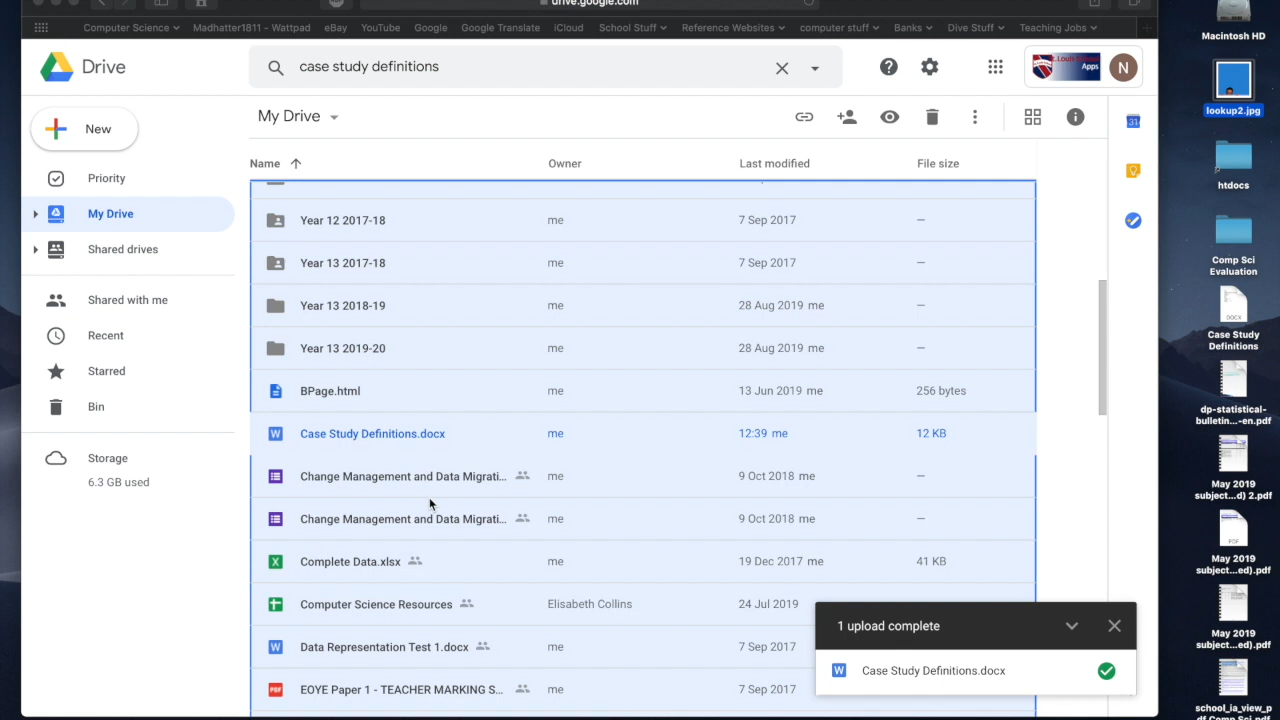 drive.google.com
Computer Science Madhatter1811 - Wattpad eBay YouTube Google Google Translate iCloud School Stuff Reference Websites computer stuff Banks Dive Stuff Teaching Jobs
Drive
case study definitions
Apps
N
New
My Drive
Name
Owner
Last modified
File size
Priority
My Drive
Shared drives
Shared with me
Recent
Starred
Bin
Storage
6.3 GB used
Year 12 2017-18 me 7 Sep 2017 –
Year 13 2017-18 me 7 Sep 2017 –
Year 13 2018-19 me 28 Aug 2019 me –
Year 13 2019-20 me 28 Aug 2019 me –
BPage.html me 13 Jun 2019 me 256 bytes
Case Study Definitions.docx me 12:39 me 12 KB
Change Management and Data Migrati... me 9 Oct 2018 me –
Change Management and Data Migrati... me 9 Oct 2018 me –
Complete Data.xlsx me 19 Dec 2017 me 41 KB
Computer Science Resources Elisabeth Collins 24 Jul 2019
Data Representation Test 1.docx me 7 Sep 2017
EOYE Paper 1 - TEACHER MARKING S... me 7 Sep
1 upload complete
Case Study Definitions.docx
31
Macintosh HD
lookup2.jpg
htdocs
Comp Sci
Evaluation
DOCX
Case Study
Definitions
dp-statistical-
bulletin...-en.pdf
May 2019
subject...d) 2.pdf
PDF
May 2019
subject...ed).pdf
May 2019
subject...ed).pdf
school_ia_view_p
df Comp Sci.pdf